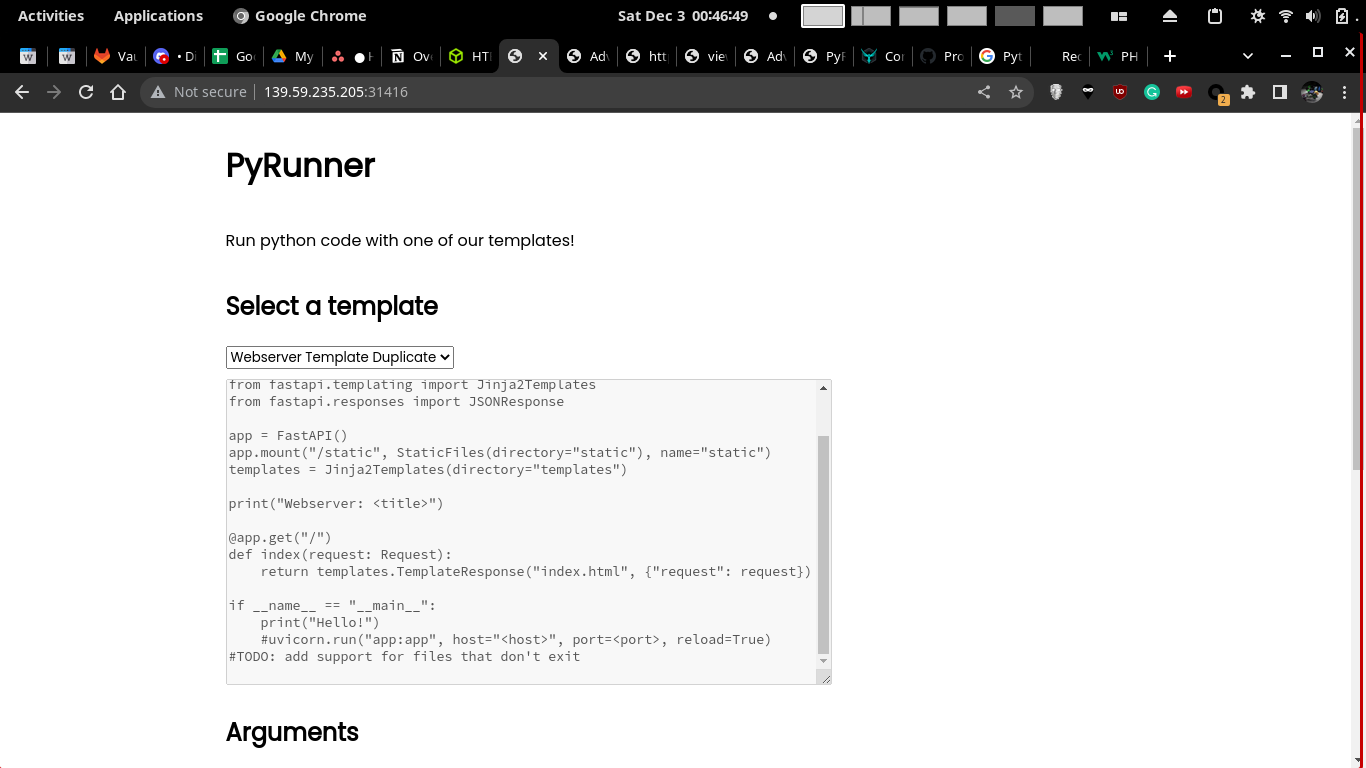 Activities Applications Google Chrome Sat Dec 3 00:46:49
Vau • Di Goo My ● H Ov HTI Adv http view Adv PyR Cor Pro Pyt Rec PH
Not secure 139.59.235.205:31416
2
PyRunner
Run python code with one of our templates!
Select a template
Webserver Template Duplicate
from fastapi.templating import Jinja2Templates
from fastapi.responses import JSONResponse
app = FastAPI()
app.mount("/static", StaticFiles(directory="static"), name="static")
templates = Jinja2Templates(directory="templates")
print("Webserver: <title>")
@app.get("/")
def index(request: Request):
    return templates.TemplateResponse("index.html", {"request": request})
if __name__ == "__main__":
    print("Hello!")
    #uvicorn.run("app:app", host="<host>", port=<port>, reload=True)
#TODO: add support for files that don't exit
Arguments